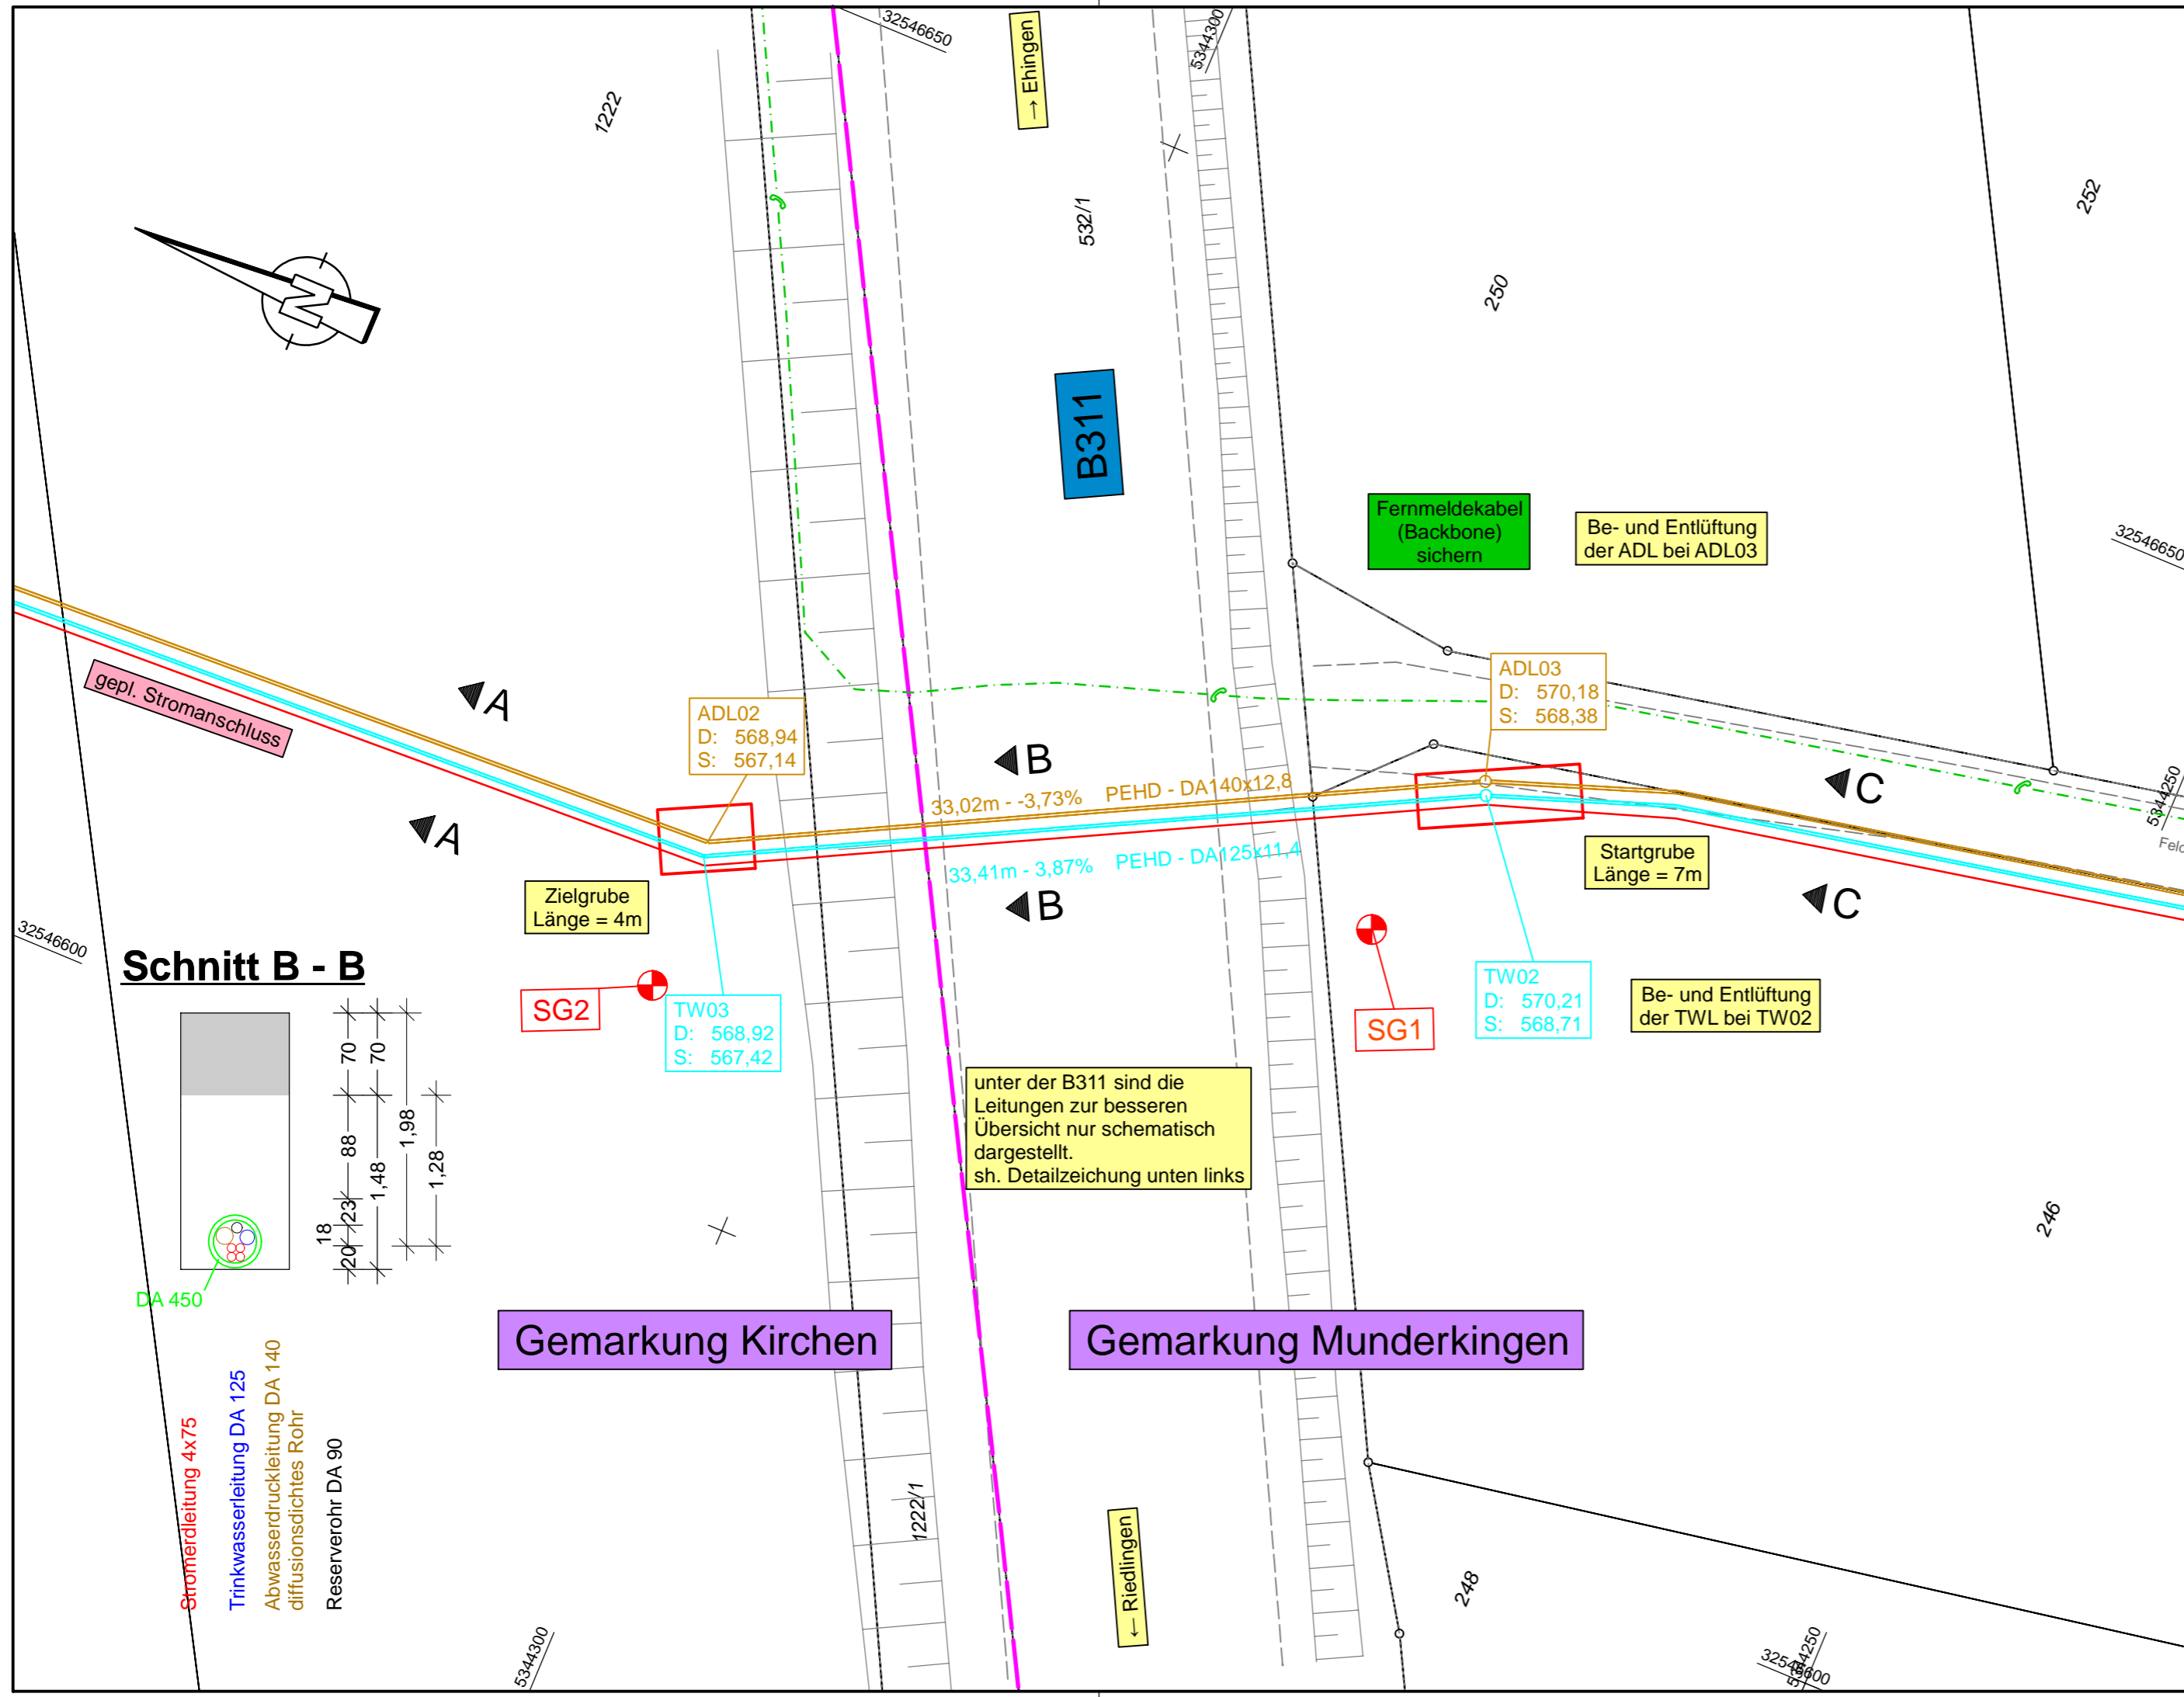 32546650
→ Ehingen
5344300
1222
532/1
252
250
N
B311
Fernmeldekabel
(Backbone)
sichern
Be- und Entlüftung
der ADL bei ADL03
32546650
gepl. Stromanschluss
A
A
ADL02
D: 568,94
S: 567,14
ADL03
D: 570,18
S: 568,38
B
33,02m - -3,73% PEHD - DA140x12,8
33,41m - 3,87% PEHD - DA125x11,4
B
C
C
5344250
Startgrube
Länge = 7m
Zielgrube
Länge = 4m
32546600
Schnitt B - B
SG2
TW03
D: 568,92
S: 567,42
SG1
TW02
D: 570,21
S: 568,71
Be- und Entlüftung
der TWL bei TW02
unter der B311 sind die
Leitungen zur besseren
Übersicht nur schematisch
dargestellt.
sh. Detailzeichung unten links
70
70
88
1,48
1,98
1,28
23
18
20
DA 450
246
Gemarkung Kirchen
Gemarkung Munderkingen
Stromerdleitung 4x75
Trinkwasserleitung DA 125
Abwasserdruckleitung DA 140
diffusionsdichtes Rohr
Reserverohr DA 90
1222/1
← Riedlingen
248
5344300
32546600
5344250